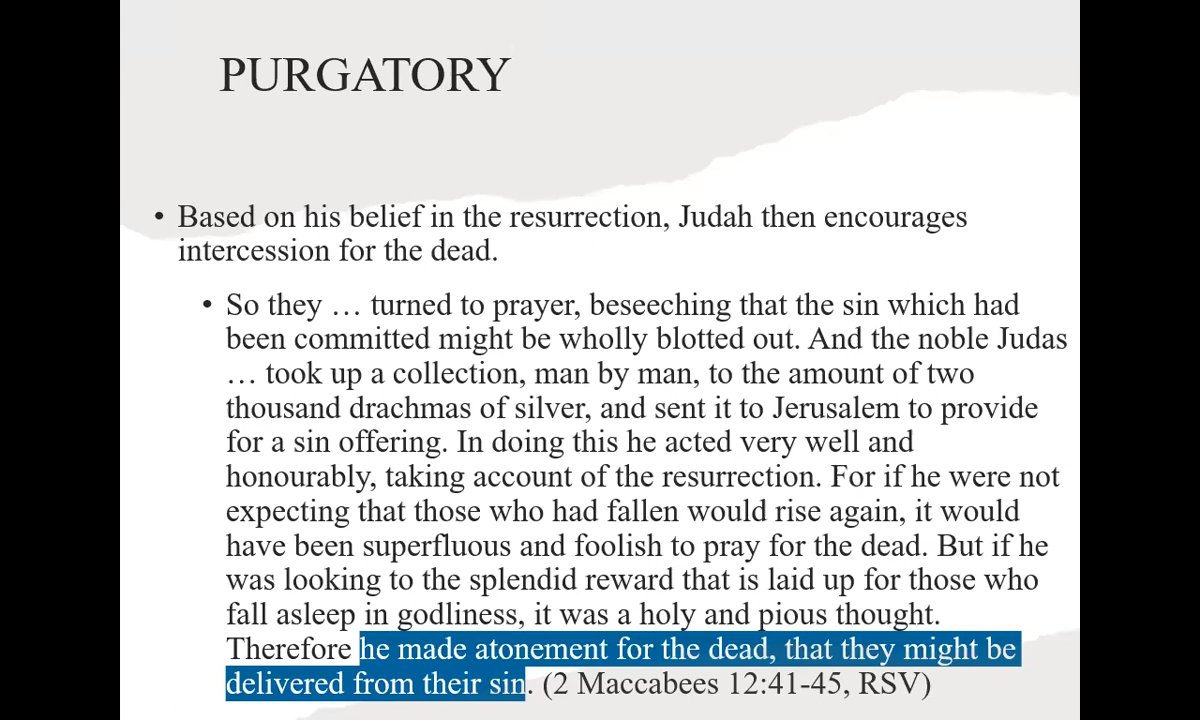 PURGATORY
• Based on his belief in the resurrection, Judah then encourages
intercession for the dead.
• So they … turned to prayer, beseeching that the sin which had
been committed might be wholly blotted out. And the noble Judas
… took up a collection, man by man, to the amount of two
thousand drachmas of silver, and sent it to Jerusalem to provide
for a sin offering. In doing this he acted very well and
honourably, taking account of the resurrection. For if he were not
expecting that those who had fallen would rise again, it would
have been superfluous and foolish to pray for the dead. But if he
was looking to the splendid reward that is laid up for those who
fall asleep in godliness, it was a holy and pious thought.
Therefore he made atonement for the dead, that they might be
delivered from their sin. (2 Maccabees 12:41-45, RSV)